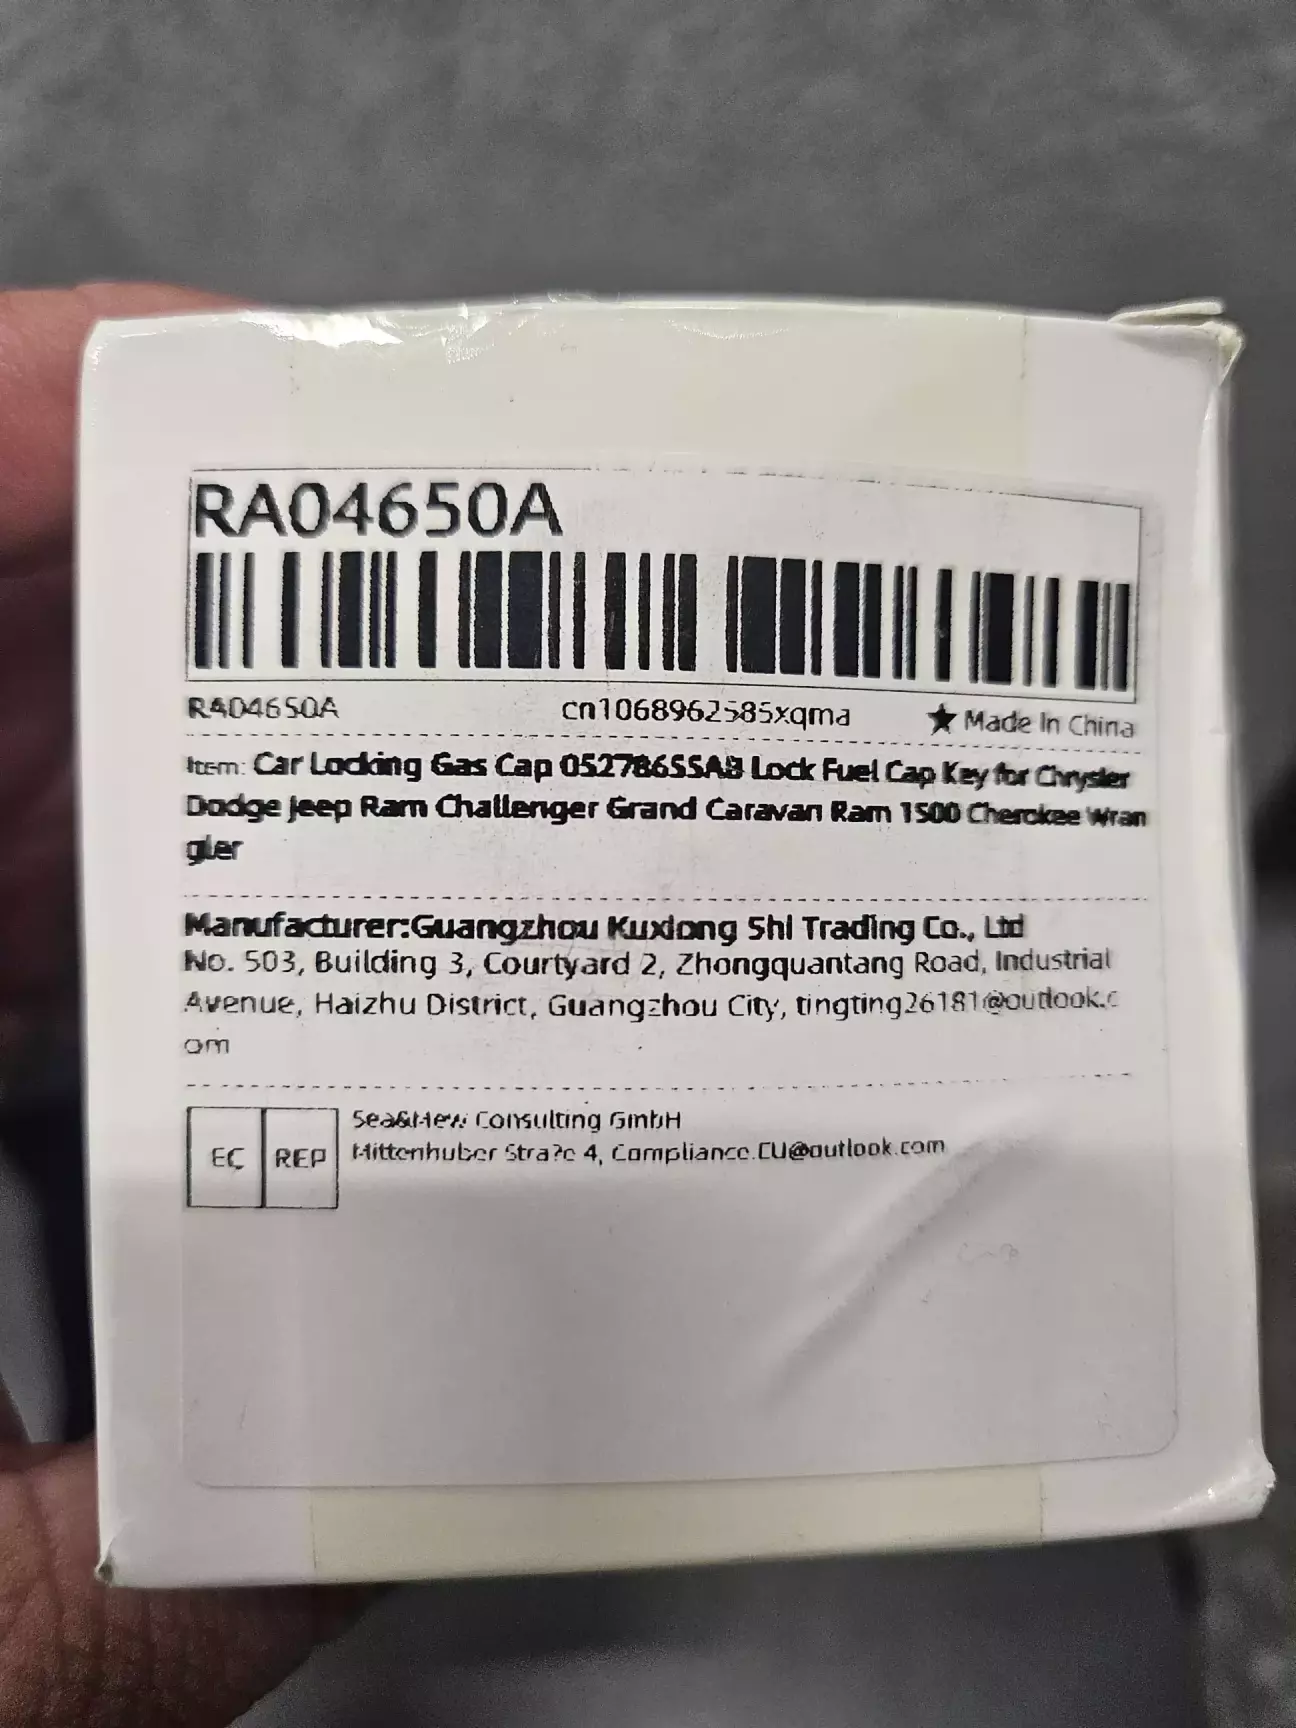 RA04650A
RA04650A cn1068962585xqma ★ Made In China
Item: Car Locking Gas Cap 05278655AB Lock Fuel Cap Key for Chrysler
Dodge Jeep Ram Challenger Grand Caravan Ram 1500 Cherokee Wran
gler
Manufacturer:Guangzhou Kuxiong Shi Trading Co., Ltd
No. 503, Building 3, Courtyard 2, Zhongquantang Road, Industrial
Avenue, Haizhu District, Guangzhou City, tingting26181@outlook.c
om
EC REP
Sea&Mew Consulting GmbH
Mittenhuber Stra?e 4, Compliance.EU@outlook.com